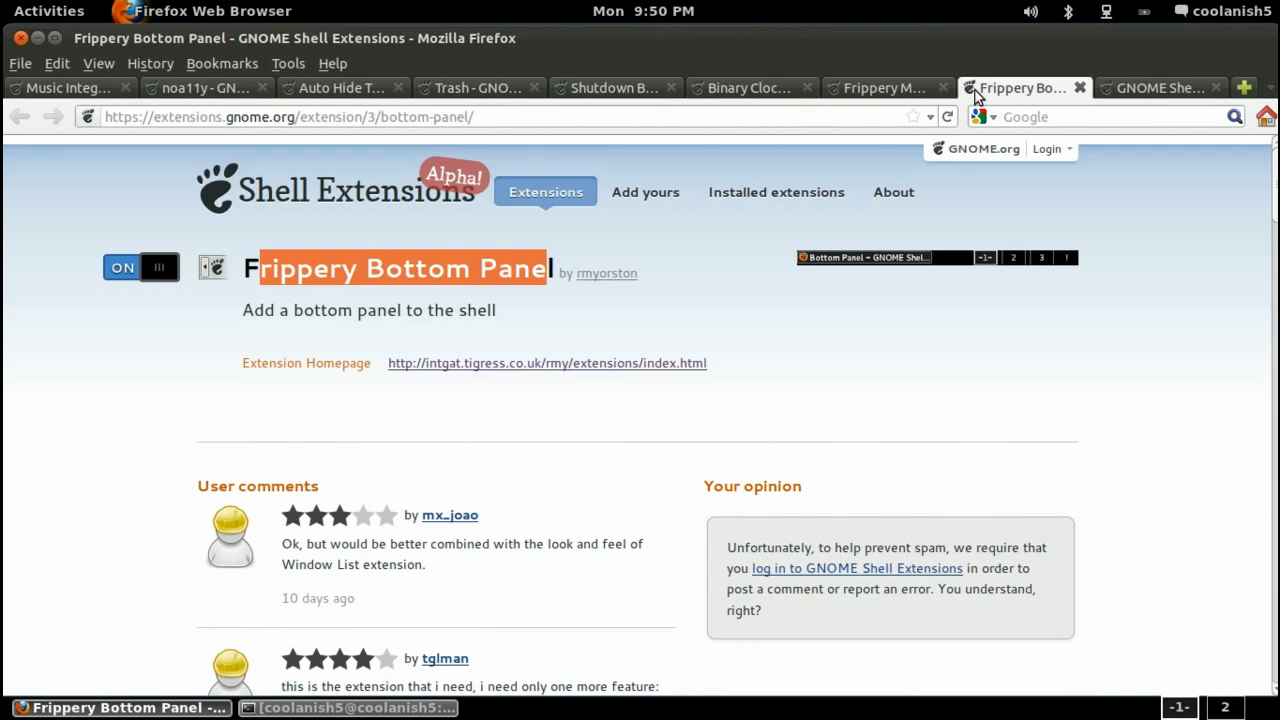 Activities
Firefox Web Browser
Mon 9:50 PM
coolanish5
Frippery Bottom Panel - GNOME Shell Extensions - Mozilla Firefox
File Edit View History Bookmarks Tools Help
Music Integ...
noa11y - GN...
Auto Hide T...
Trash - GNO...
Shutdown B...
Binary Cloc...
Frippery M...
Frippery Bo...
GNOME She...
https://extensions.gnome.org/extension/3/bottom-panel/
Google
GNOME.org
Login
Shell Extensions
Alpha!
Extensions
Add yours
Installed extensions
About
ON
Frippery Bottom Panel by rmyorston
Bottom Panel - GNOME Shel... -1- 2 3 !
Add a bottom panel to the shell
Extension Homepage http://intgat.tigress.co.uk/rmy/extensions/index.html
User comments
by mx_joao
Ok, but would be better combined with the look and feel of
Window List extension.
10 days ago
by tglman
this is the extension that i need, i need only one more feature:
Your opinion
Unfortunately, to help prevent spam, we require that
you log in to GNOME Shell Extensions in order to
post a comment or report an error. You understand,
right?
Frippery Bottom Panel -...
[coolanish5@coolanish5:...
-1- 2